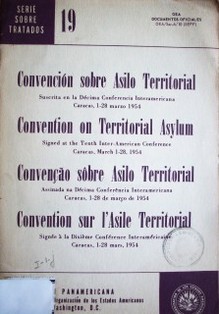 SERIE
SOBRE
TRATADOS
19
OEA
DOCUMENTOS OFICIALES
Convención sobre Asilo Territorial
Suscrita en la Décima Conferencia Interamericana
Caracas, 1-28 marzo 1954
Convention on Territorial Asylum
Signed at the Tenth Inter-American Conference
Caracas, March 1-28, 1954
Convenção sôbre Asilo Territorial
Assinada na Décima Conferência Interamericana
Caracas, 1-28 de março de 1954
Convention sur l'Asile Territorial
Signée à la Dixième Conférence Interaméricaine
Caracas, 1-28 mars, 1954
PANAMERICANA
Organización de los Estados Americanos
Washington, D.C.